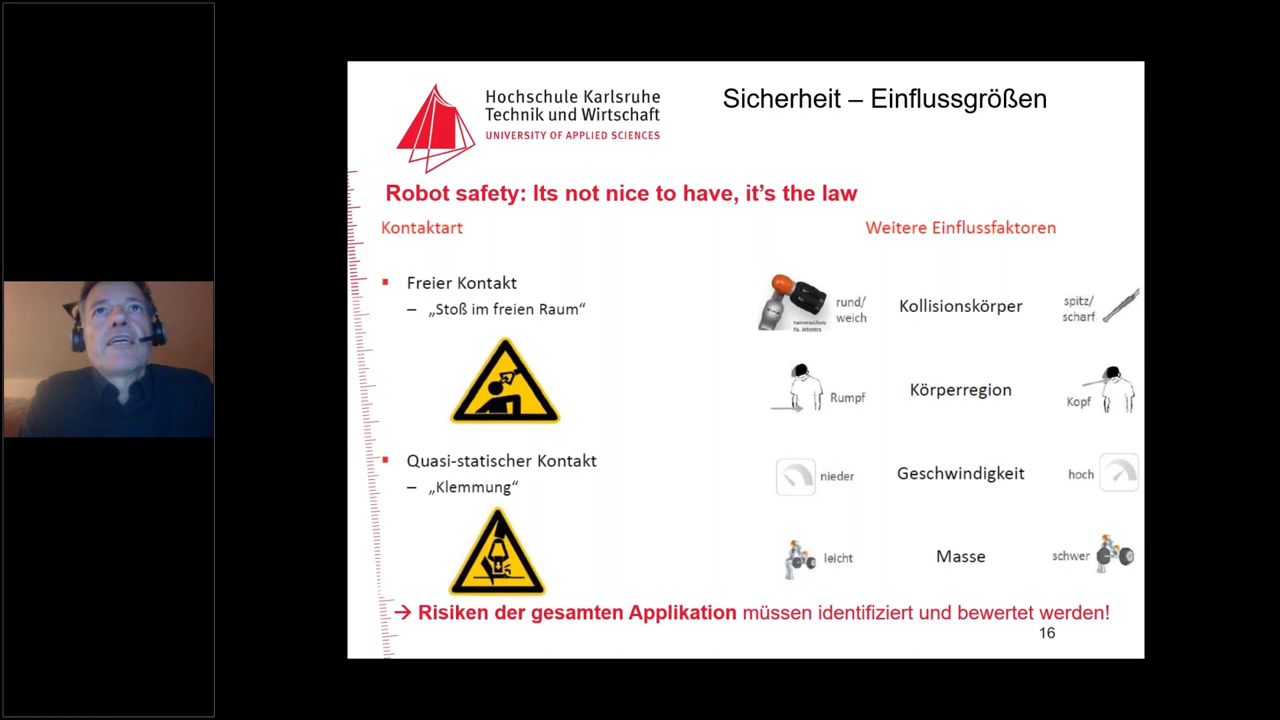 Hochschule Karlsruhe
Technik und Wirtschaft
UNIVERSITY OF APPLIED SCIENCES
Sicherheit – Einflussgrößen
Robot safety: Its not nice to have, it’s the law
Kontaktart
Weitere Einflussfaktoren
Freier Kontakt
– „Stoß im freien Raum“
rund/
weich
Kollisionskörper
spitz/
scharf
Rumpf
Körperregion
Kopf
Quasi-statischer Kontakt
– „Klemmung“
nieder
Geschwindigkeit
hoch
leicht
Masse
schwer
→ Risiken der gesamten Applikation müssen identifiziert und bewertet werden!
16